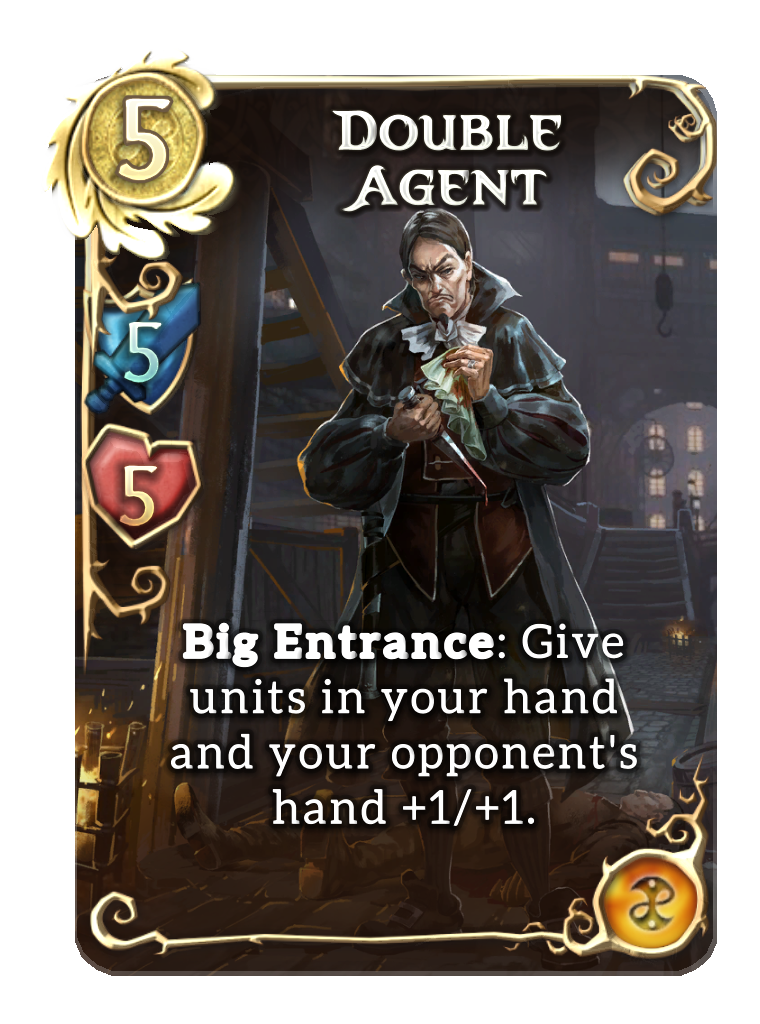 5
DOUBLE
AGENT
5
5
Big Entrance: Give
units in your hand
and your opponent's
hand +1/+1.